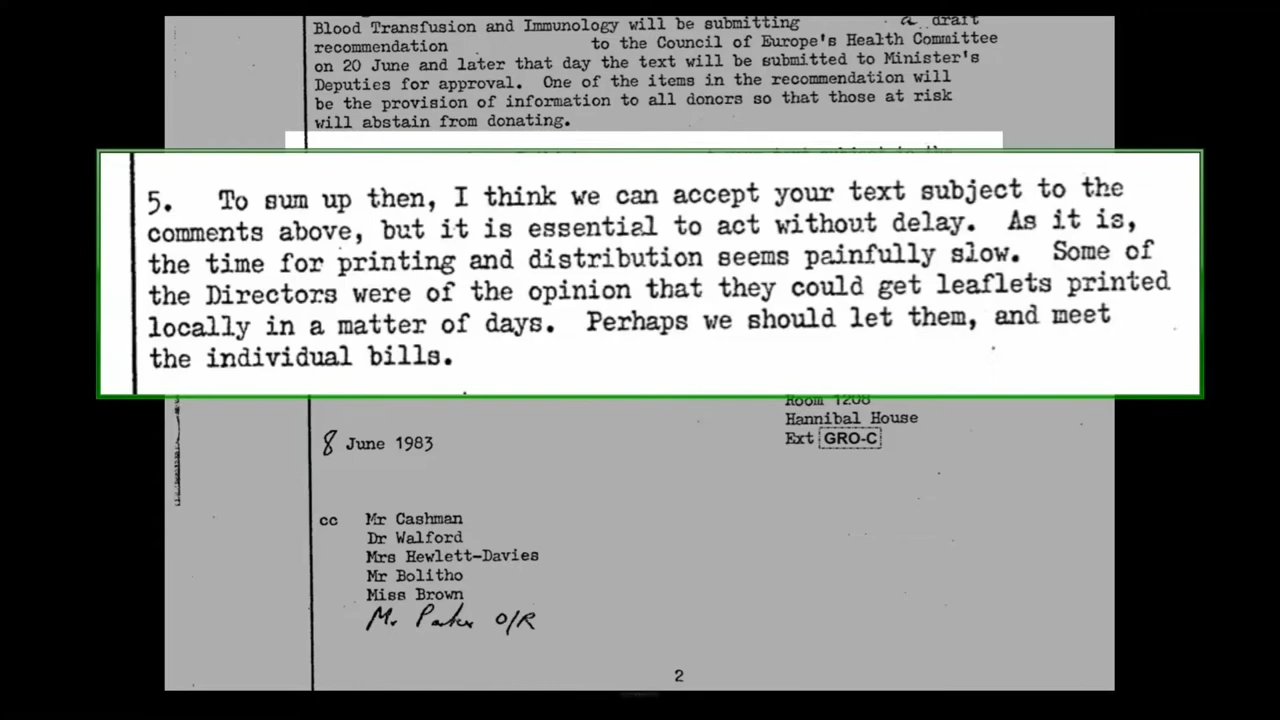 Blood Transfusion and Immunology will be submitting a draft
recommendation to the Council of Europe's Health Committee
on 20 June and later that day the text will be submitted to Minister's
Deputies for approval. One of the items in the recommendation will
be the provision of information to all donors so that those at risk
will abstain from donating.
5. To sum up then, I think we can accept your text subject to the
comments above, but it is essential to act without delay. As it is,
the time for printing and distribution seems painfully slow. Some of
the Directors were of the opinion that they could get leaflets printed
locally in a matter of days. Perhaps we should let them, and meet
the individual bills.
Room 1208
Hannibal House
Ext GRO-C
8 June 1983
cc Mr Cashman
Dr Walford
Mrs Hewlett-Davies
Mr Bolitho
Miss Brown
Mr Parker O/R
2